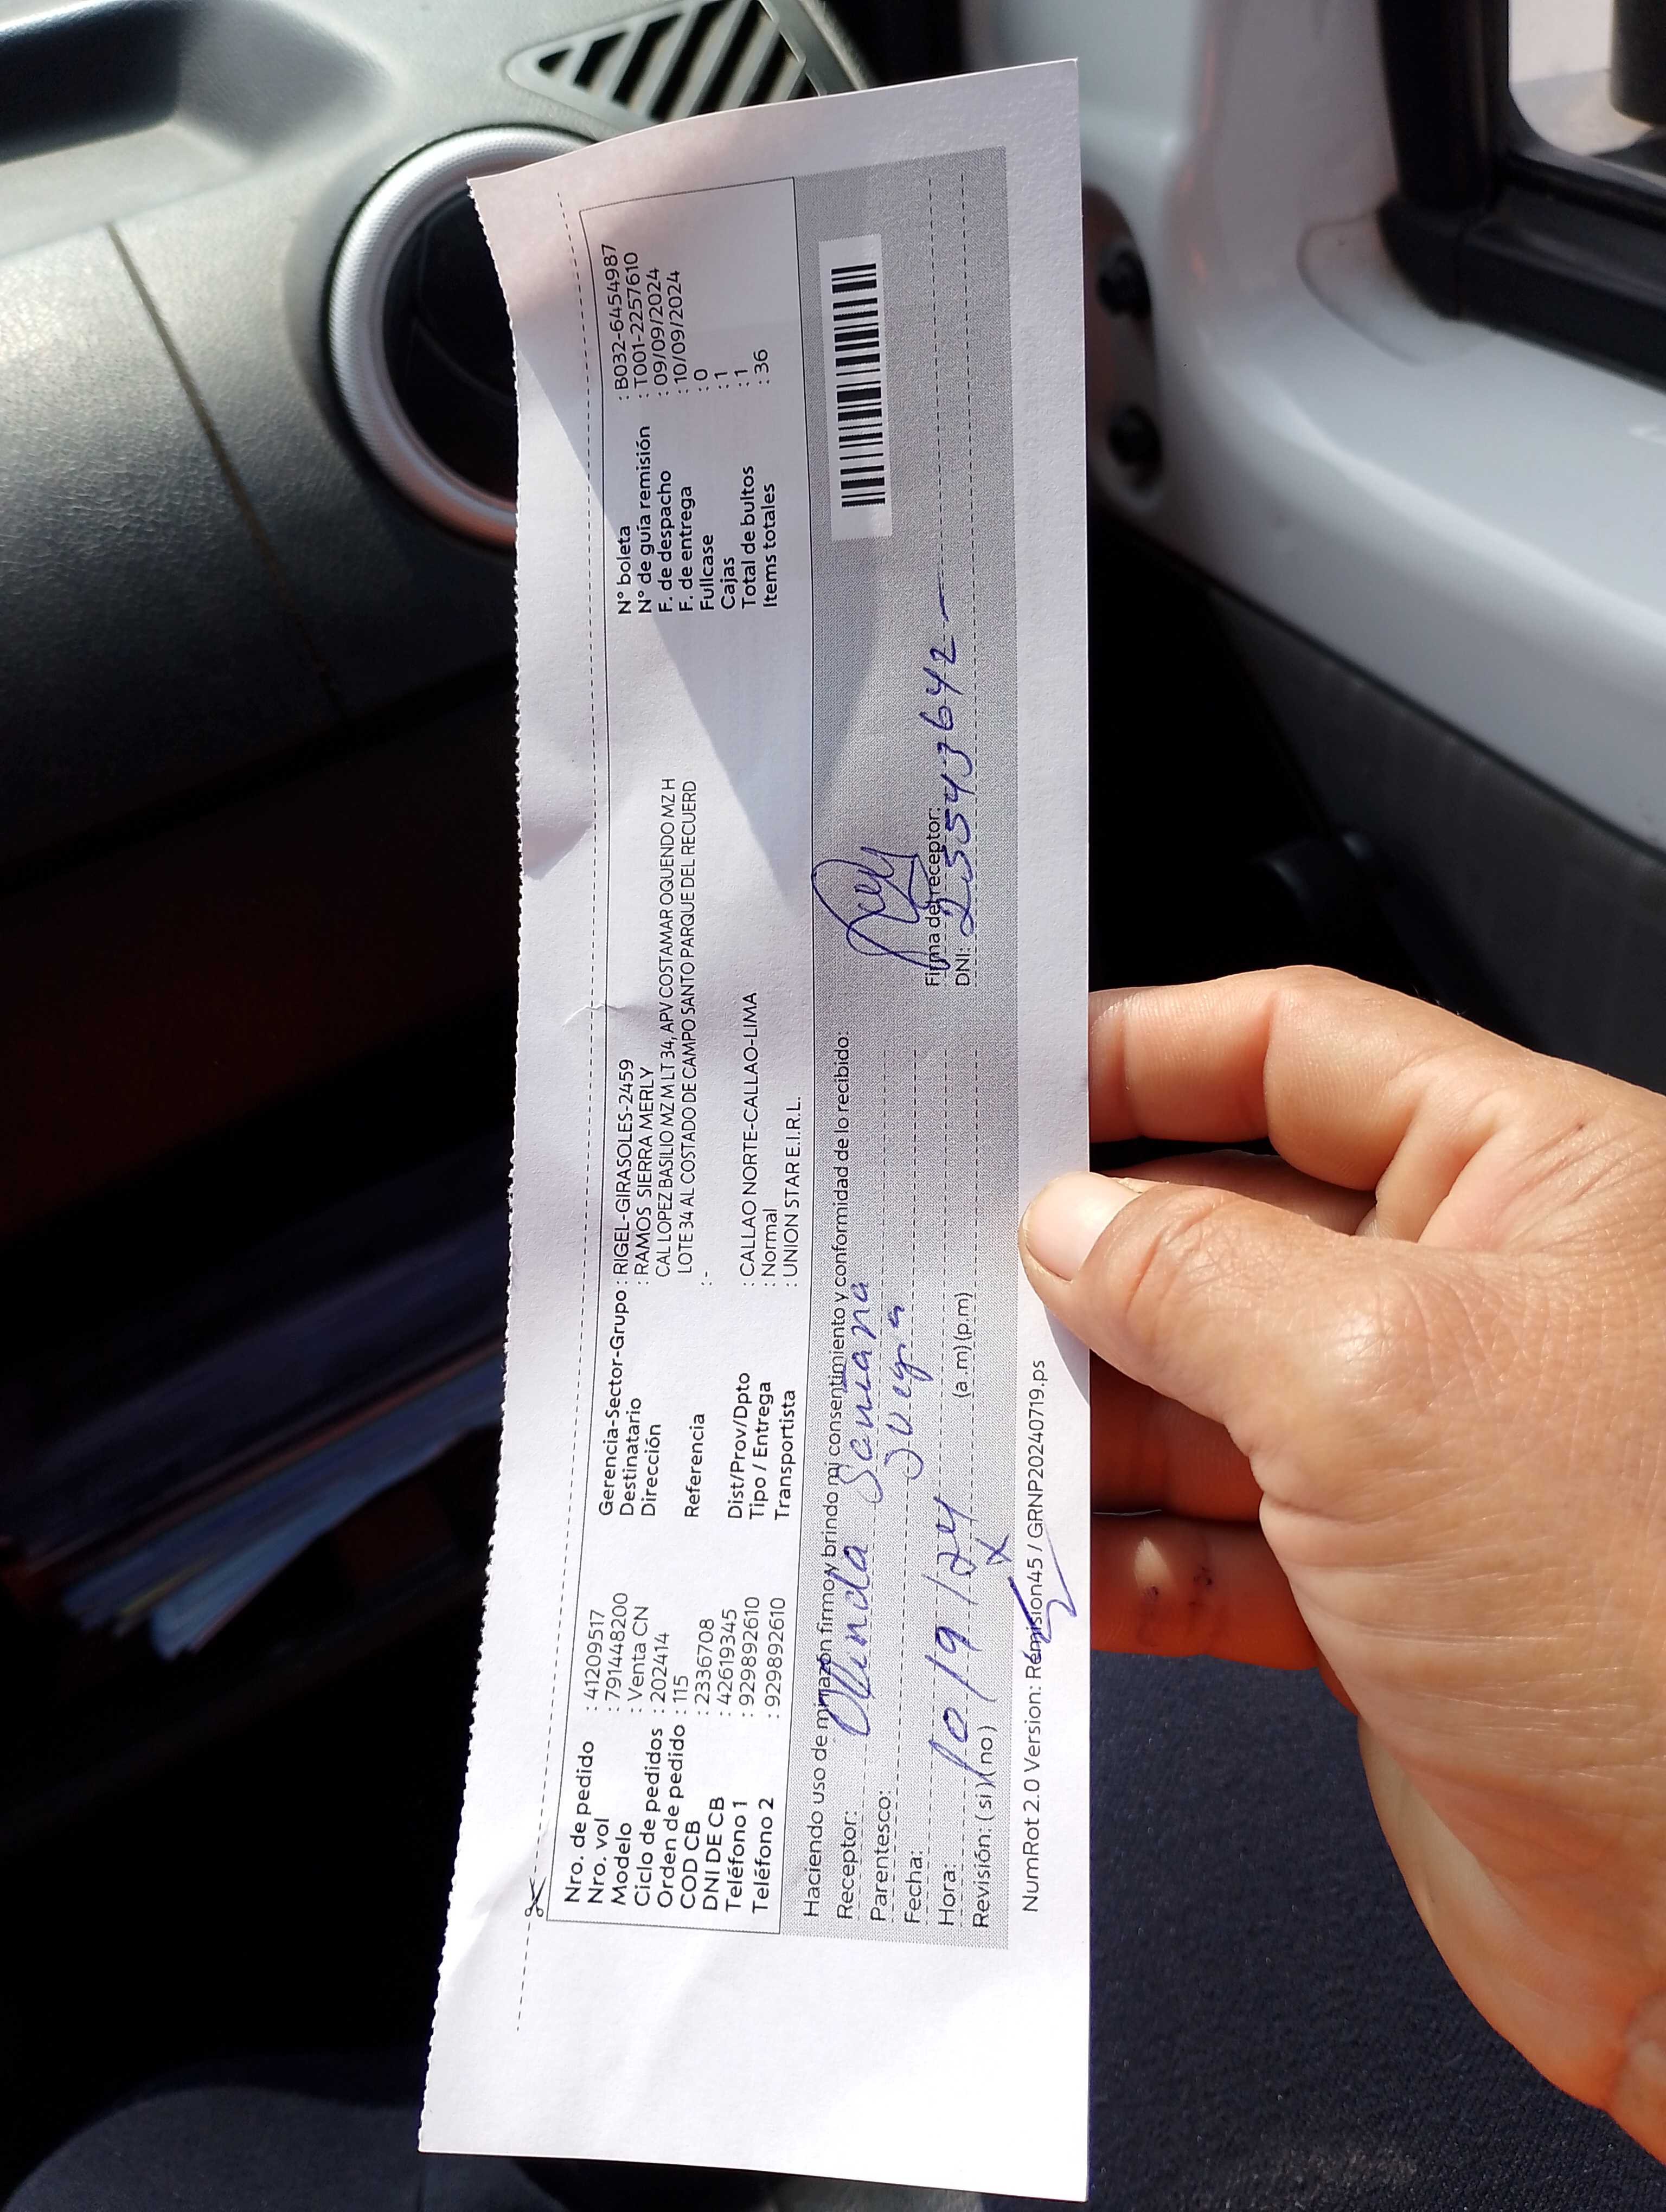 Nro. de pedido : 41209517
Nro. vol : 791448200
Modelo : Venta CN
Ciclo de pedidos : 202414
Orden de pedido : 115
COD CB : 2336708
DNI DE CB : 42619345
Teléfono 1 : 929892610
Teléfono 2 : 929892610
Gerencia-Sector-Grupo : RIGEL-GIRASOLES-2459
Destinatario : RAMOS SIERRA MERLY
Dirección CAL LOPEZ BASILIO MZ M LT 34, APV COSTAMAR OQUENDO MZ H
LOTE 34 AL COSTADO DE CAMPO SANTO PARQUE DEL RECUERD
Referencia : -
Dist/Prov/Dpto : CALLAO NORTE-CALLAO-LIMA
Tipo / Entrega : Normal
Transportista : UNION STAR E.I.R.L.
N° boleta : B032-6454987
N° de guía remisión : T001-2257610
F. de despacho : 09/09/2024
F. de entrega : 10/09/2024
Fullcase : 0
Cajas : 1
Total de bultos : 1
Items totales : 36
Haciendo uso de mi razón firmo y brindo mi consentimiento y conformidad de lo recibido:
Receptor: Olinda
Parentesco: Suegra
Fecha: 10/9/24
Hora: (a.m)(p.m)
Revisión: (si)(no)
Firma del receptor:
DNI:
NumRot 2.0 Version: Remision45 / GRNP20240719.ps